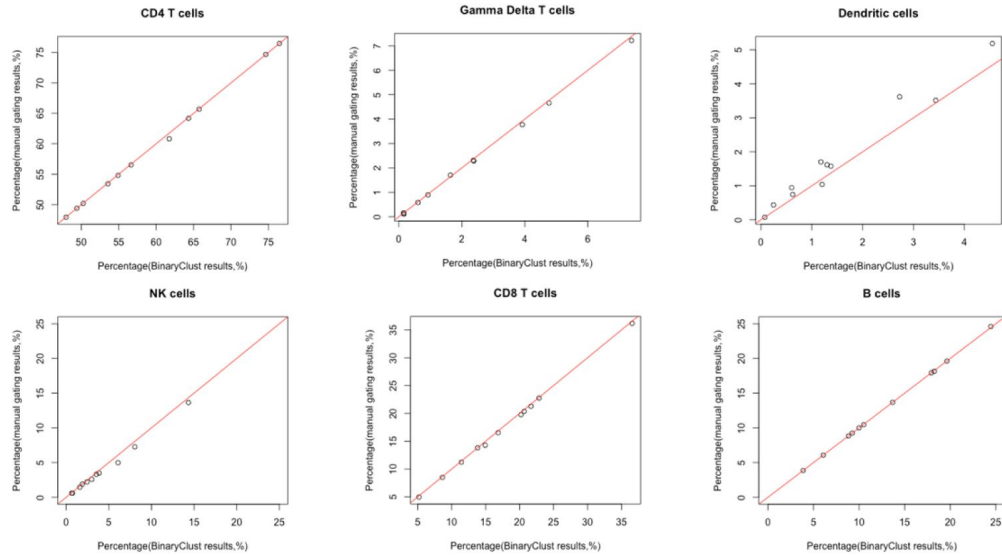 CD4 T cells
Percentage(manual gating results,%)
75
70
65
60
55
50
50 55 60 65 70 75
Percentage(BinaryClust results,%)
Gamma Delta T cells
Percentage(manual gating results,%)
7
6
5
4
3
2
1
0
0 2 4 6
Percentage(BinaryClust results,%)
Dendritic cells
Percentage(manual gating results,%)
5
4
3
2
1
0
0 1 2 3 4
Percentage(BinaryClust results,%)
NK cells
Percentage(manual gating results,%)
25
20
15
10
5
0
0 5 10 15 20 25
Percentage(BinaryClust results,%)
CD8 T cells
Percentage(manual gating results,%)
35
30
25
20
15
10
5
5 10 15 20 25 30 35
Percentage(BinaryClust results,%)
B cells
Percentage(manual gating results,%)
25
20
15
10
5
0
0 5 10 15 20 25
Percentage(BinaryClust results,%)